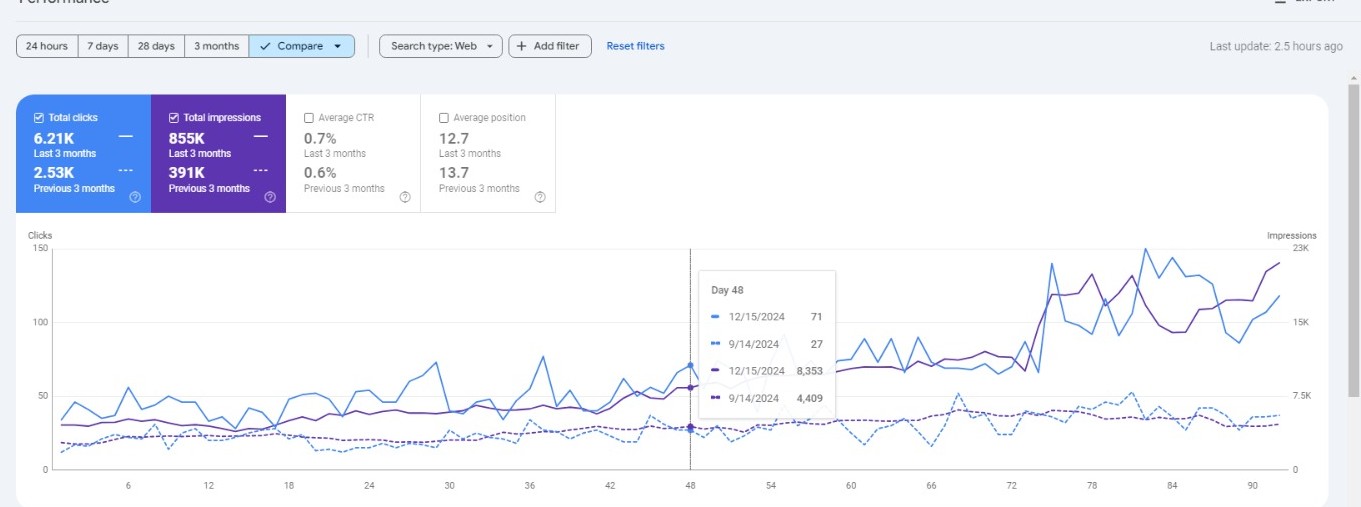 Performance
EXPORT
24 hours 7 days 28 days 3 months Compare Search type: Web Add filter Reset filters Last update: 2.5 hours ago
Total clicks Total impressions Average CTR Average position
6.21K 855K 0.7% 12.7
Last 3 months Last 3 months Last 3 months Last 3 months
2.53K 391K 0.6% 13.7
Previous 3 months Previous 3 months Previous 3 months Previous 3 months
Clicks Impressions
150 23K
100 15K
50 7.5K
0 0
Day 48
12/15/2024 71
9/14/2024 27
12/15/2024 8,353
9/14/2024 4,409
6 12 18 24 30 36 42 48 54 60 66 72 78 84 90